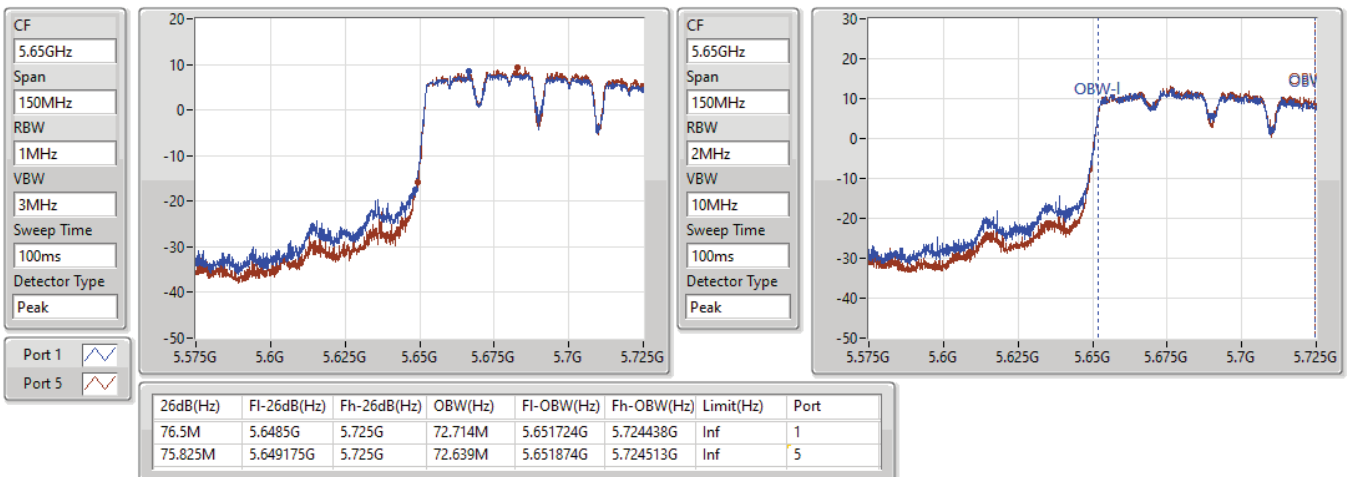 CF
5.65GHz
Span
150MHz
RBW
1MHz
VBW
3MHz
Sweep Time
100ms
Detector Type
Peak
Port 1
Port 5
20
10
0
-10
-20
-30
-40
-50
5.575G 5.6G 5.625G 5.65G 5.675G 5.7G 5.725G
CF
5.65GHz
Span
150MHz
RBW
2MHz
VBW
10MHz
Sweep Time
100ms
Detector Type
Peak
30
20
10
0
-10
-20
-30
-40
-50
OBW-l
5.575G 5.6G 5.625G 5.65G 5.675G 5.7G 5.725G
26dB(Hz) Fl-26dB(Hz) Fh-26dB(Hz) OBW(Hz) Fl-OBW(Hz) Fh-OBW(Hz) Limit(Hz) Port
76.5M 5.6485G 5.725G 72.714M 5.651724G 5.724438G Inf 1
75.825M 5.649175G 5.725G 72.639M 5.651874G 5.724513G Inf 5